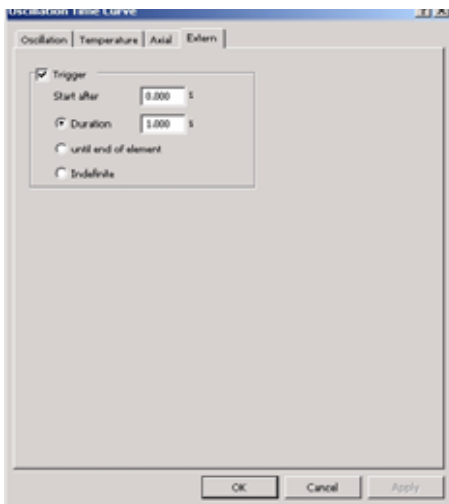 Oscillation Time Curve
Oscillation Temperature Axial Extern
Trigger
Start after 0.000 s
Duration 1.000 s
until end of element
Indefinite
OK Cancel Apply